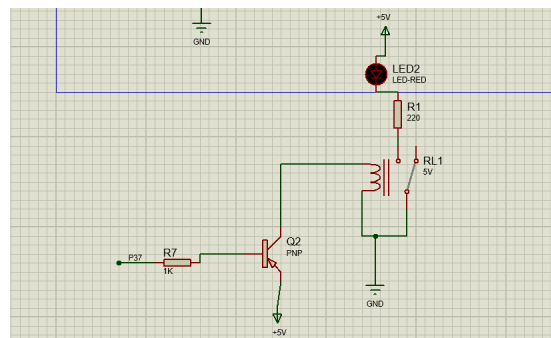 GND
+5V
LED2
LED-RED
R1
220
RL1
5V
Q2
PNP
P37
R7
1K
GND
+5V